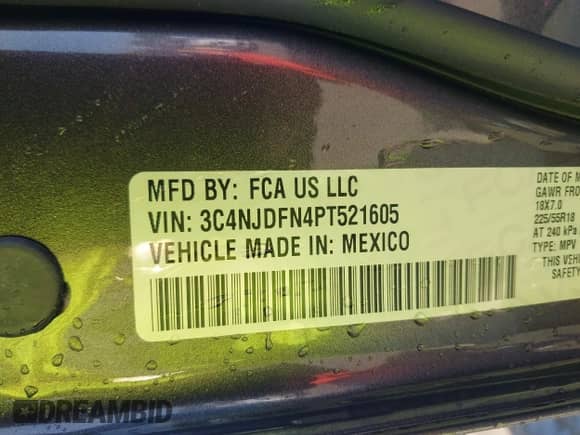 MFD BY: FCA US LLC
VIN: 3C4NJDFN4PT521605
VEHICLE MADE IN: MEXICO
DATE OF M
GAWR FRO
18X7.0
225/55R18
AT 240 kPa
TYPE: MPV
THIS VEHI
SAFETY
DREAMBID